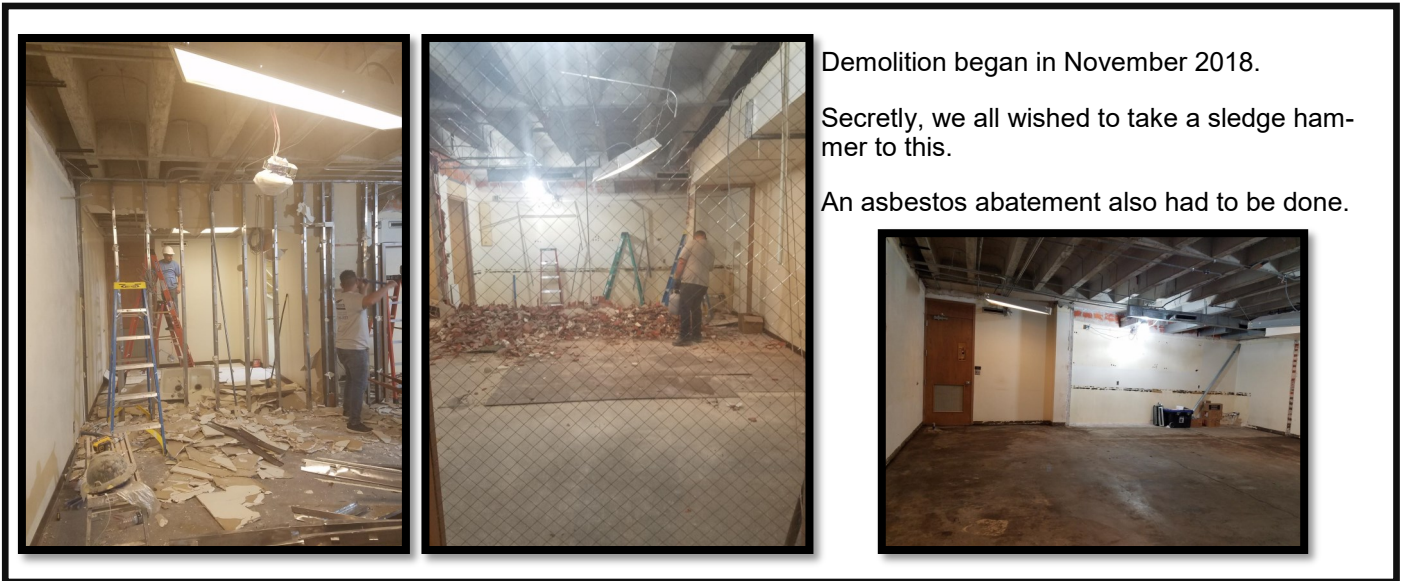 Demolition began in November 2018.
Secretly, we all wished to take a sledge ham-
mer to this.
An asbestos abatement also had to be done.